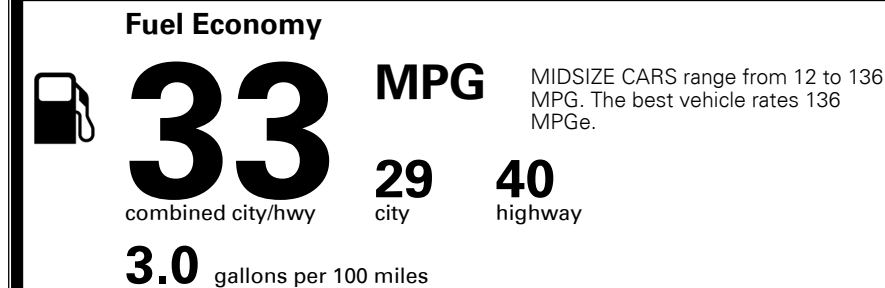 Fuel Economy
33
MPG
MIDSIZE CARS range from 12 to 136
MPG. The best vehicle rates 136
MPGe.
combined city/hwy
29
city
40
highway
3.0 gallons per 100 miles